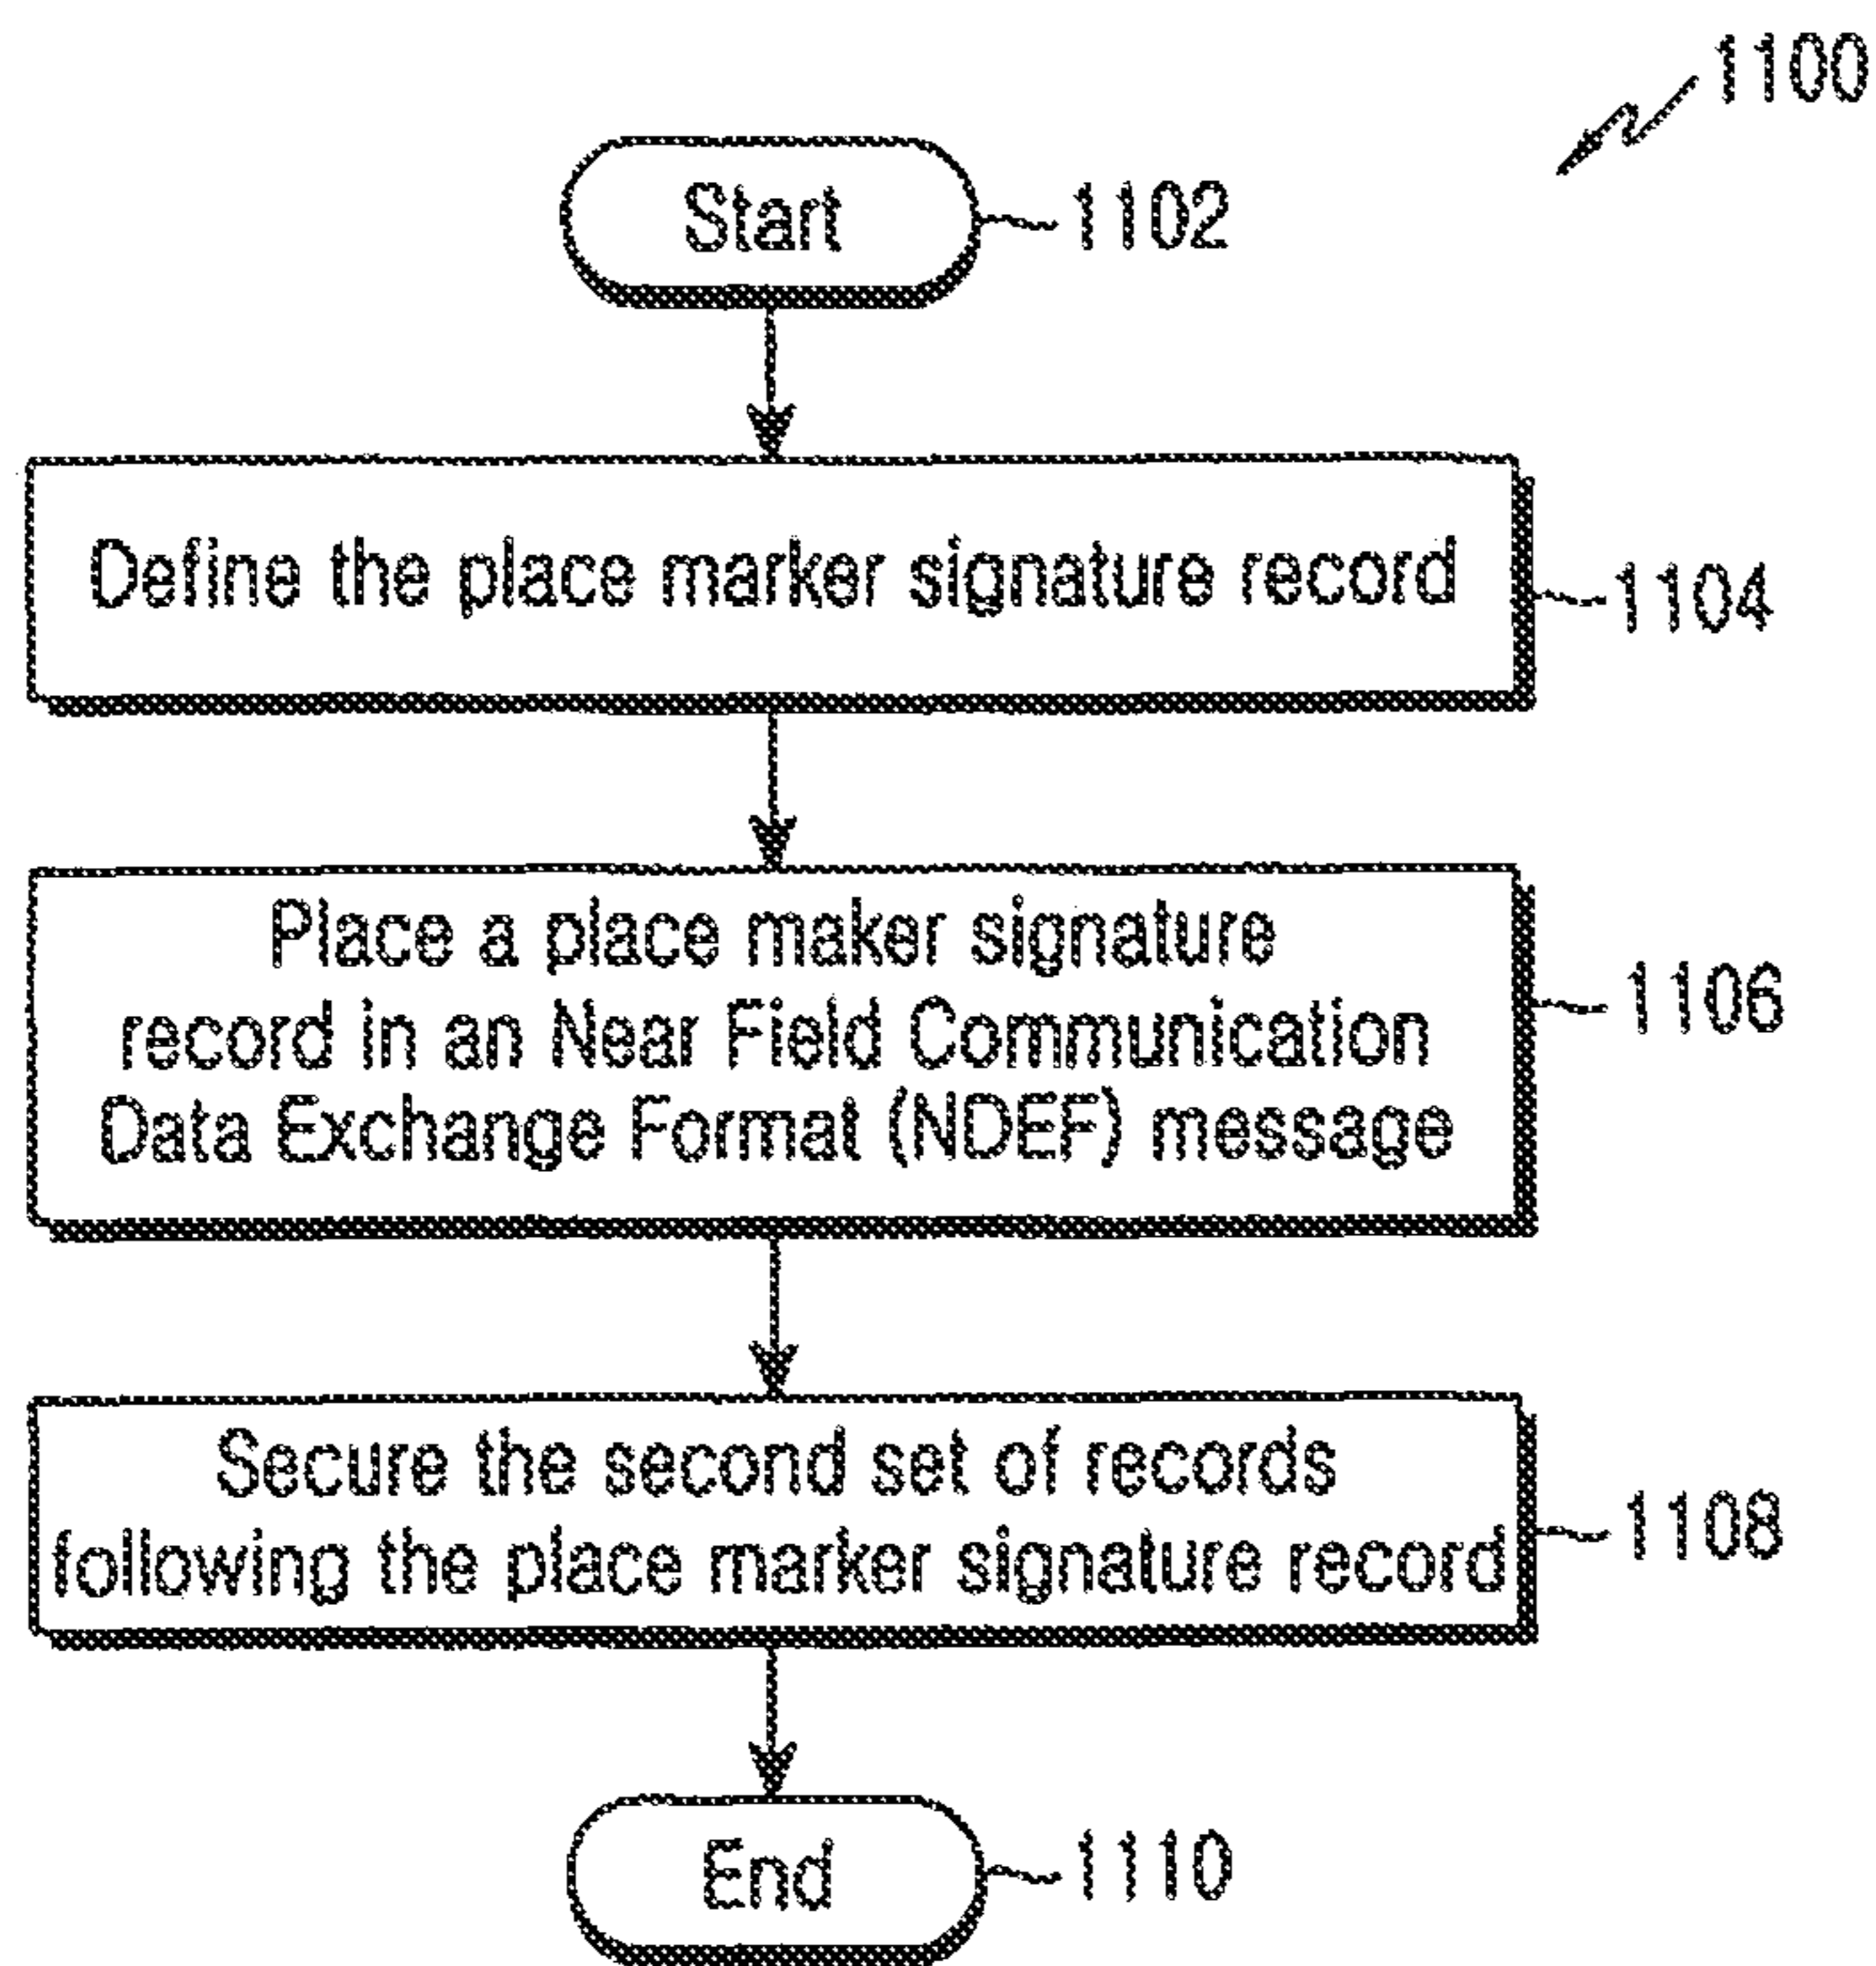 1100
Start
1102
Define the place marker signature record
1104
Place a place maker signature
record in an Near Field Communication
Data Exchange Format (NDEF) message
1106
Secure the second set of records
following the place marker signature record
1108
End
1110